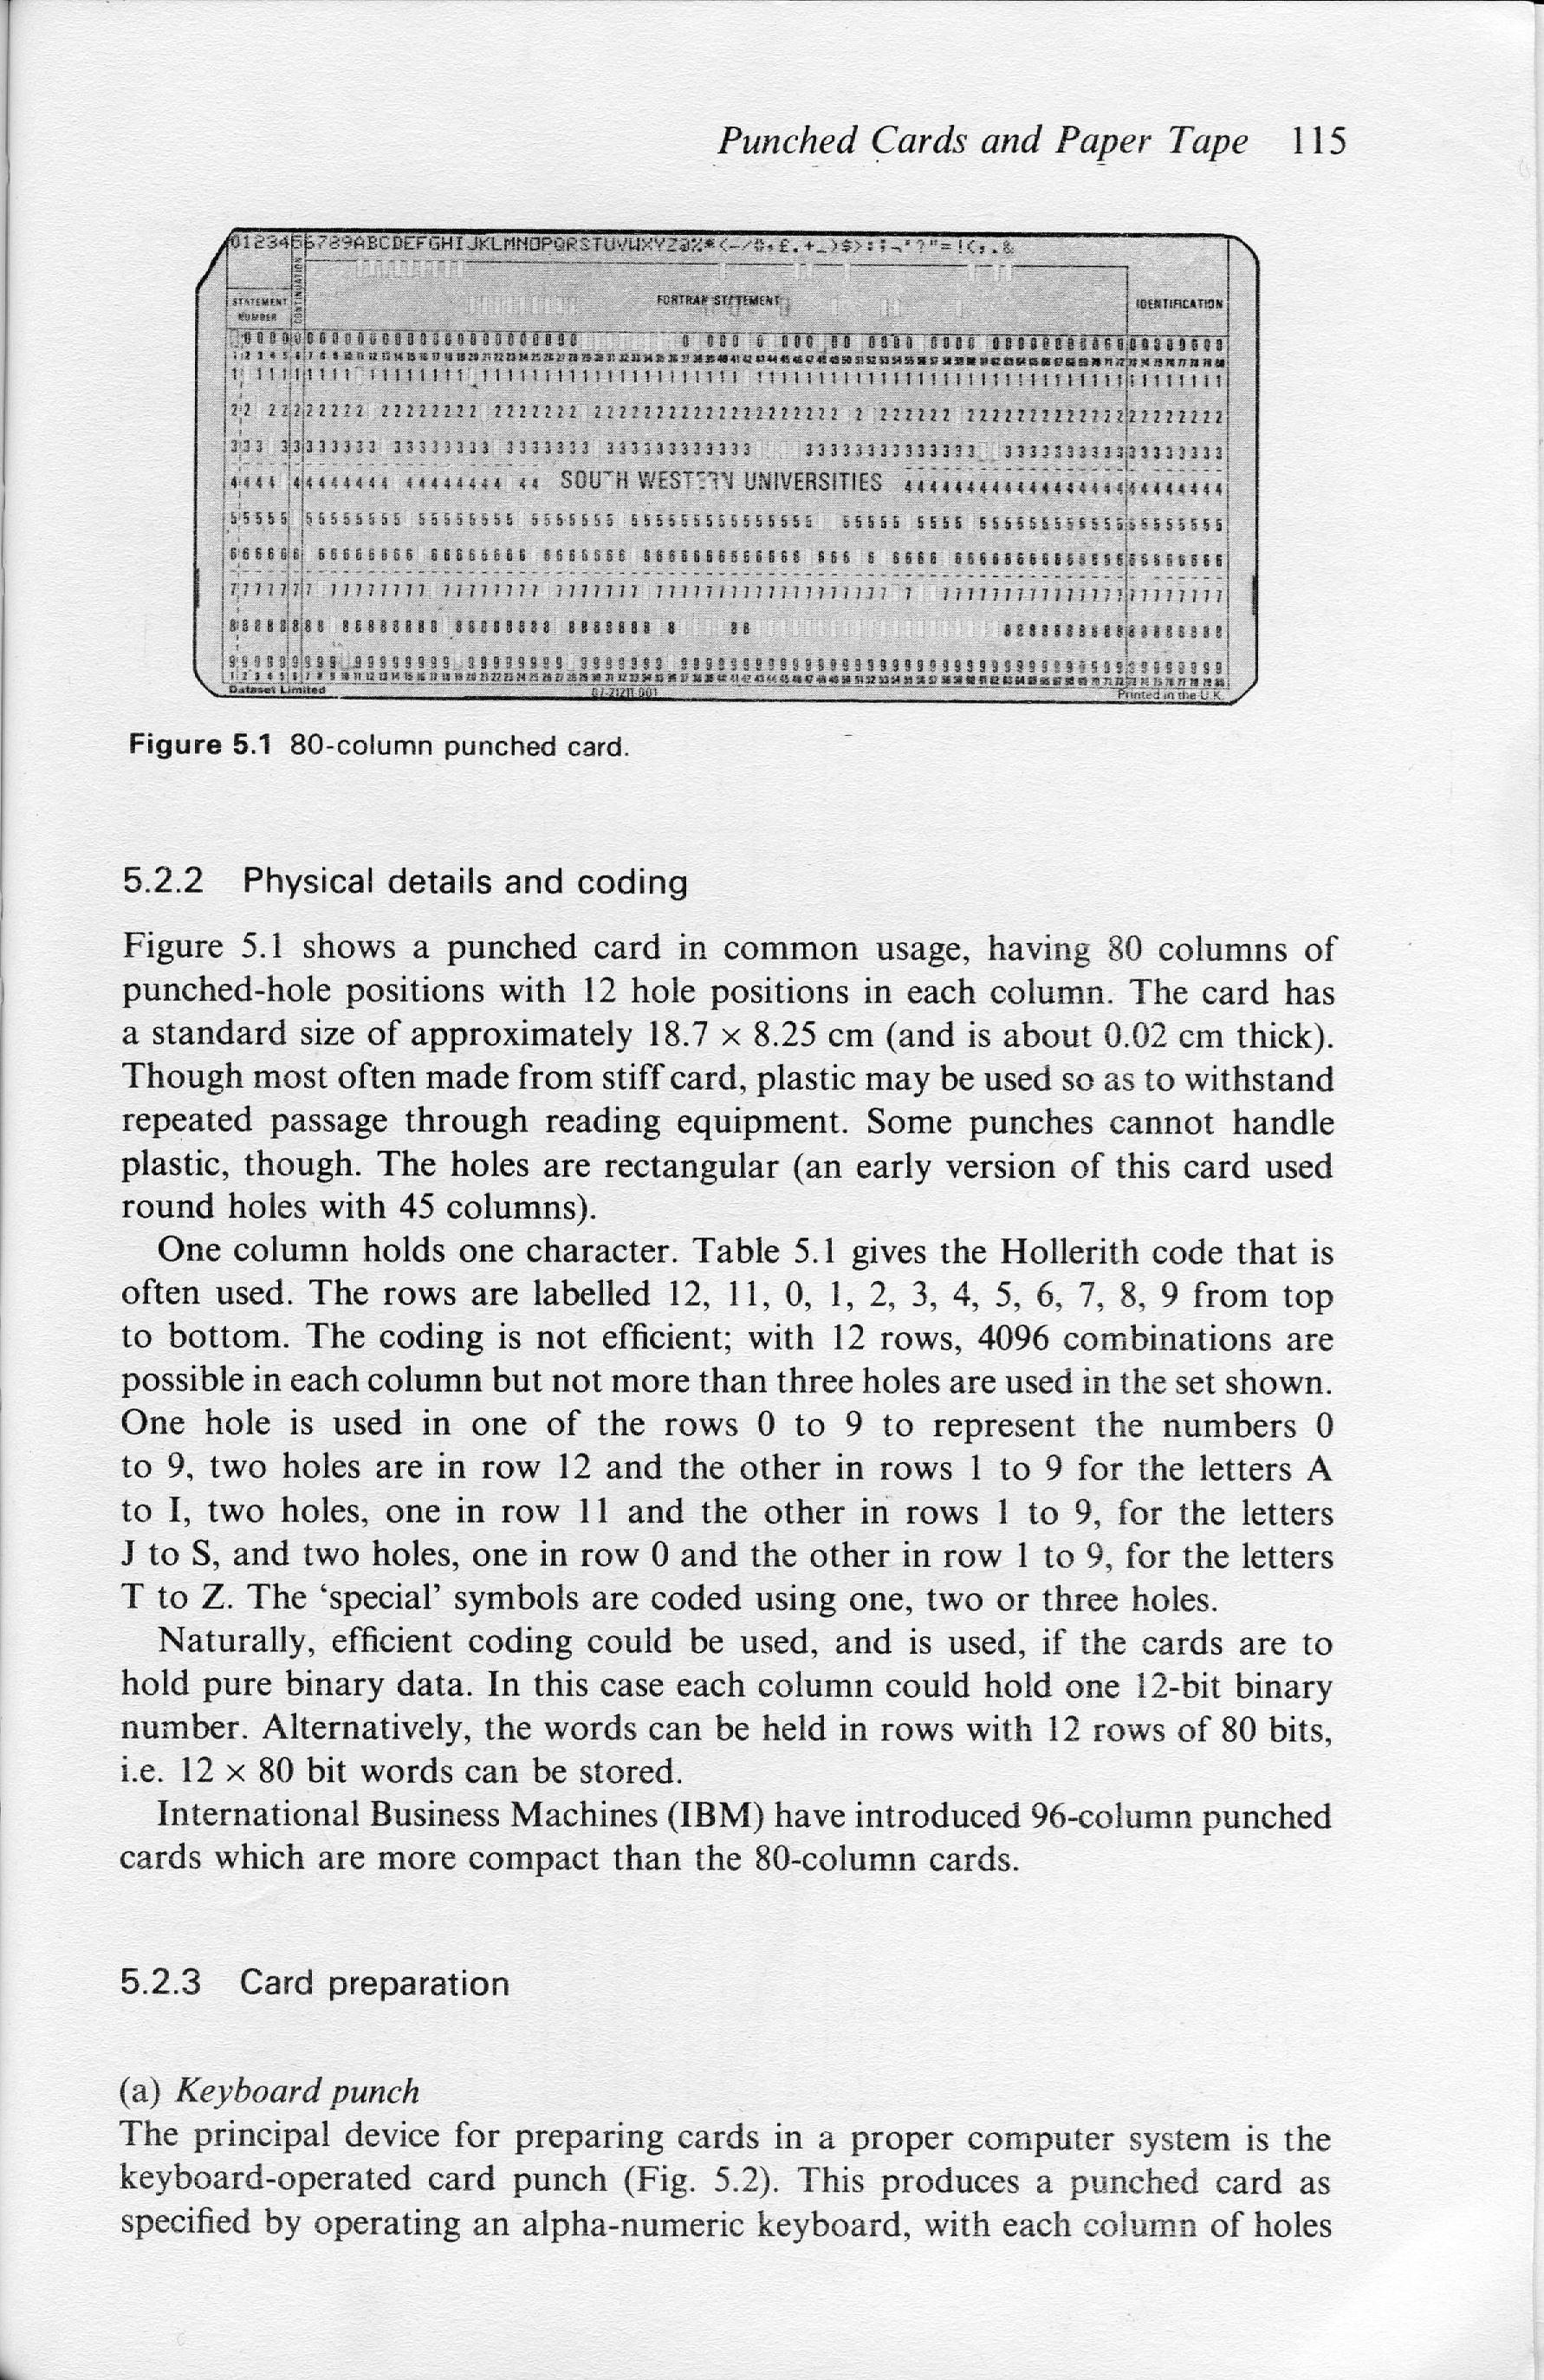 Punched Cards and Paper Tape 115
STATEMENT
NUMBER
CONTINUATION
FORTRAN STATEMENT
IDENTIFICATION
SOUTH WESTERN UNIVERSITIES
Dataset Limited
Printed in the U.K.
Figure 5.1 80-column punched card.
5.2.2 Physical details and coding
Figure 5.1 shows a punched card in common usage, having 80 columns of
punched-hole positions with 12 hole positions in each column. The card has
a standard size of approximately 18.7 × 8.25 cm (and is about 0.02 cm thick).
Though most often made from stiff card, plastic may be used so as to withstand
repeated passage through reading equipment. Some punches cannot handle
plastic, though. The holes are rectangular (an early version of this card used
round holes with 45 columns).
One column holds one character. Table 5.1 gives the Hollerith code that is
often used. The rows are labelled 12, 11, 0, 1, 2, 3, 4, 5, 6, 7, 8, 9 from top
to bottom. The coding is not efficient; with 12 rows, 4096 combinations are
possible in each column but not more than three holes are used in the set shown.
One hole is used in one of the rows 0 to 9 to represent the numbers 0
to 9, two holes are in row 12 and the other in rows 1 to 9 for the letters A
to I, two holes, one in row 11 and the other in rows 1 to 9, for the letters
J to S, and two holes, one in row 0 and the other in row 1 to 9, for the letters
T to Z. The ‘special’ symbols are coded using one, two or three holes.
Naturally, efficient coding could be used, and is used, if the cards are to
hold pure binary data. In this case each column could hold one 12-bit binary
number. Alternatively, the words can be held in rows with 12 rows of 80 bits,
i.e. 12 × 80 bit words can be stored.
International Business Machines (IBM) have introduced 96-column punched
cards which are more compact than the 80-column cards.
5.2.3 Card preparation
(a) Keyboard punch
The principal device for preparing cards in a proper computer system is the
keyboard-operated card punch (Fig. 5.2). This produces a punched card as
specified by operating an alpha-numeric keyboard, with each column of holes